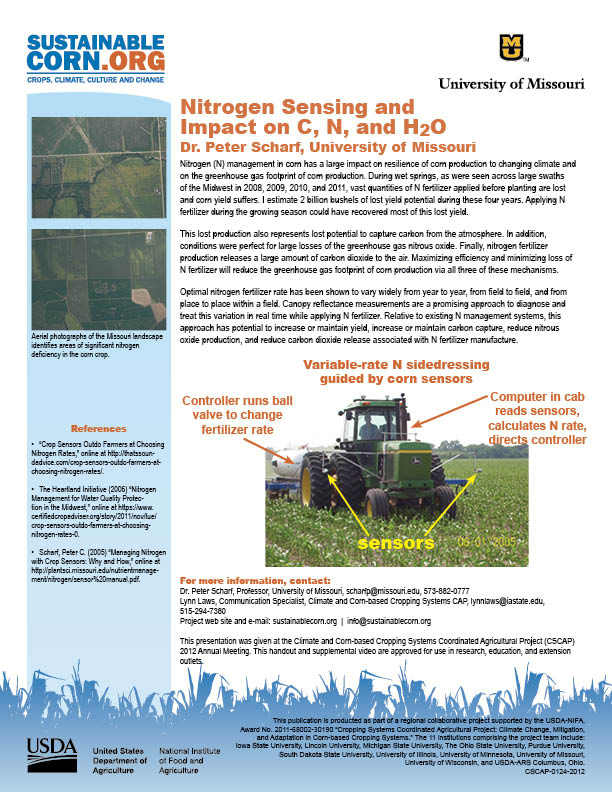 SUSTAINABLE
CORN.ORG
CROPS, CLIMATE, CULTURE AND CHANGE
MU
TM
University of Missouri
Nitrogen Sensing and
Impact on C, N, and H2O
Dr. Peter Scharf, University of Missouri
Nitrogen (N) management in corn has a large impact on resilience of corn production to changing climate and
on the greenhouse gas footprint of corn production. During wet springs, as were seen across large swaths
of the Midwest in 2008, 2009, 2010, and 2011, vast quantities of N fertilizer applied before planting are lost
and corn yield suffers. I estimate 2 billion bushels of lost yield potential during these four years. Applying N
fertilizer during the growing season could have recovered most of this lost yield.
This lost production also represents lost potential to capture carbon from the atmosphere. In addition,
conditions were perfect for large losses of the greenhouse gas nitrous oxide. Finally, nitrogen fertilizer
production releases a large amount of carbon dioxide to the air. Maximizing efficiency and minimizing loss of
N fertilizer will reduce the greenhouse gas footprint of corn production via all three of these mechanisms.
Optimal nitrogen fertilizer rate has been shown to vary widely from year to year, from field to field, and from
place to place within a field. Canopy reflectance measurements are a promising approach to diagnose and
treat this variation in real time while applying N fertilizer. Relative to existing N management systems, this
approach has potential to increase or maintain yield, increase or maintain carbon capture, reduce nitrous
oxide production, and reduce carbon dioxide release associated with N fertilizer manufacture.
Aerial photographs of the Missouri landscape
identifies areas of significant nitrogen
deficiency in the corn crop.
References
• "Crop Sensors Outdo Farmers at Choosing
Nitrogen Rates," online at http://thatssoun-
dadvice.com/crop-sensors-outdo-farmers-at-
choosing-nitrogen-rates/.
• The Heartland Initiative (2006) "Nitrogen
Management for Water Quality Protec-
tion in the Midwest," online at https://www.
certifiedcropadviser.org/story/2011/nov/tue/
crop-sensors-outdo-farmers-at-choosing-
nitrogen-rates-0.
• Scharf, Peter C. (2005) "Managing Nitrogen
with Crop Sensors: Why and How," online at
http://plantsci.missouri.edu/nutrientmanage-
ment/nitrogen/sensor%20manual.pdf.
Variable-rate N sidedressing
guided by corn sensors
Controller runs ball
valve to change
fertilizer rate
Computer in cab
reads sensors,
calculates N rate,
directs controller
sensors
06/01/2005
For more information, contact:
Dr. Peter Scharf, Professor, University of Missouri, scharfp@missouri.edu, 573-882-0777
Lynn Laws, Communication Specialist, Climate and Corn-based Cropping Systems CAP, lynnlaws@iastate.edu,
515-294-7380
Project web site and e-mail: sustainablecorn.org | info@sustainablecorn.org
This presentation was given at the Climate and Corn-based Cropping Systems Coordinated Agricultural Project (CSCAP)
2012 Annual Meeting. This handout and supplemental video are approved for use in research, education, and extension
outlets.
This publication is producted as part of a regional collaborative project supported by the USDA-NIFA,
Award No. 2011-68002-30190 "Cropping Systems Coordinated Agricultural Project: Climate Change, Mitigation,
and Adaptation in Corn-based Cropping Systems." The 11 institutions comprising the project team include:
Iowa State University, Lincoln University, Michigan State University, The Ohio State University, Purdue University,
South Dakota State University, University of Illinois, University of Minnesota, University of Missouri,
University of Wisconsin, and USDA-ARS Columbus, Ohio.
CSCAP-0124-2012
USDA
United States
Department of
Agriculture
National Institute
of Food and
Agriculture